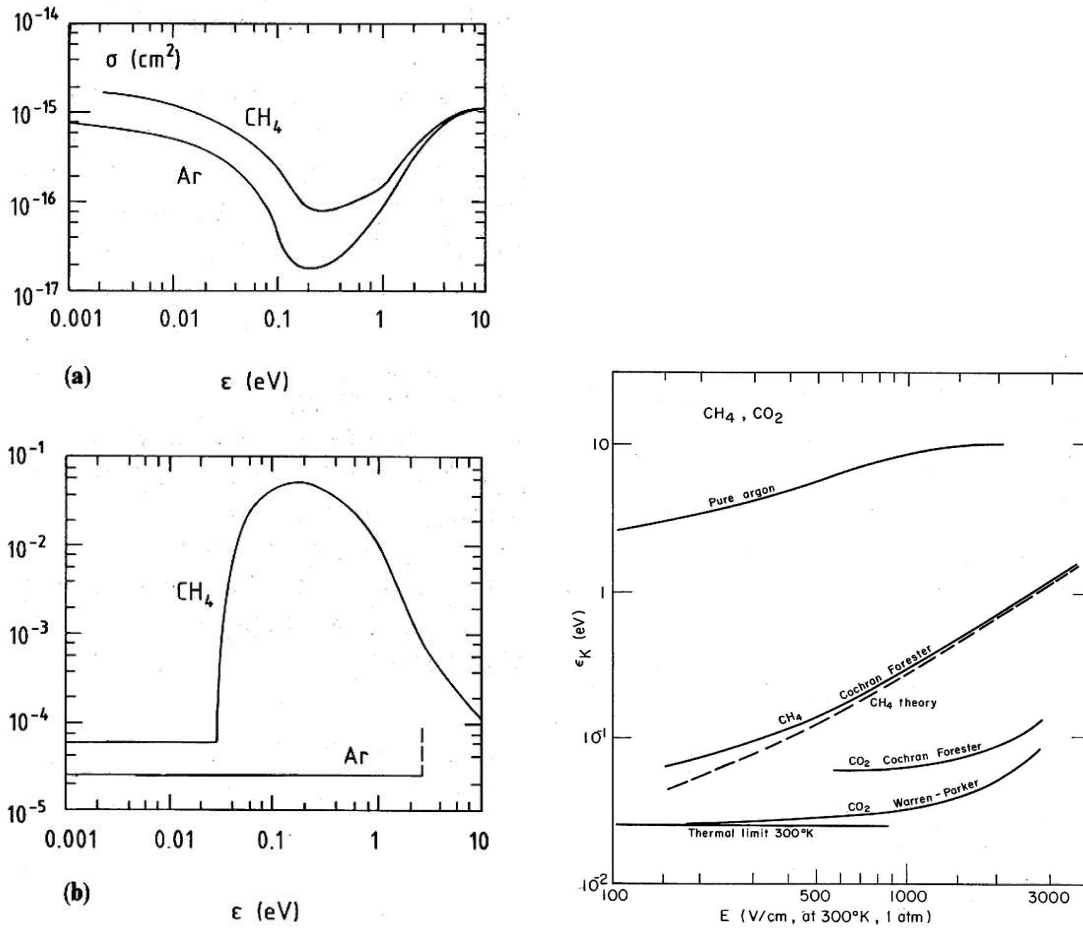 10⁻¹⁴
σ (cm²)
10⁻¹⁵
CH₄
Ar
10⁻¹⁶
10⁻¹⁷
0.001 0.01 0.1 1 10
(a) ε (eV)
10⁻¹
10⁻²
CH₄
10⁻³
10⁻⁴
Ar
10⁻⁵
0.001 0.01 0.1 1 10
(b) ε (eV)
CH₄ , CO₂
10
Pure argon
1
ϵK (eV)
Cochran Forester
CH₄
CH₄ theory
10⁻¹
CO₂ Cochran Forester
CO₂ Warren-Parker
Thermal limit 300°K
10⁻²
100 500 1000 3000
E (V/cm, at 300°K, 1 atm)